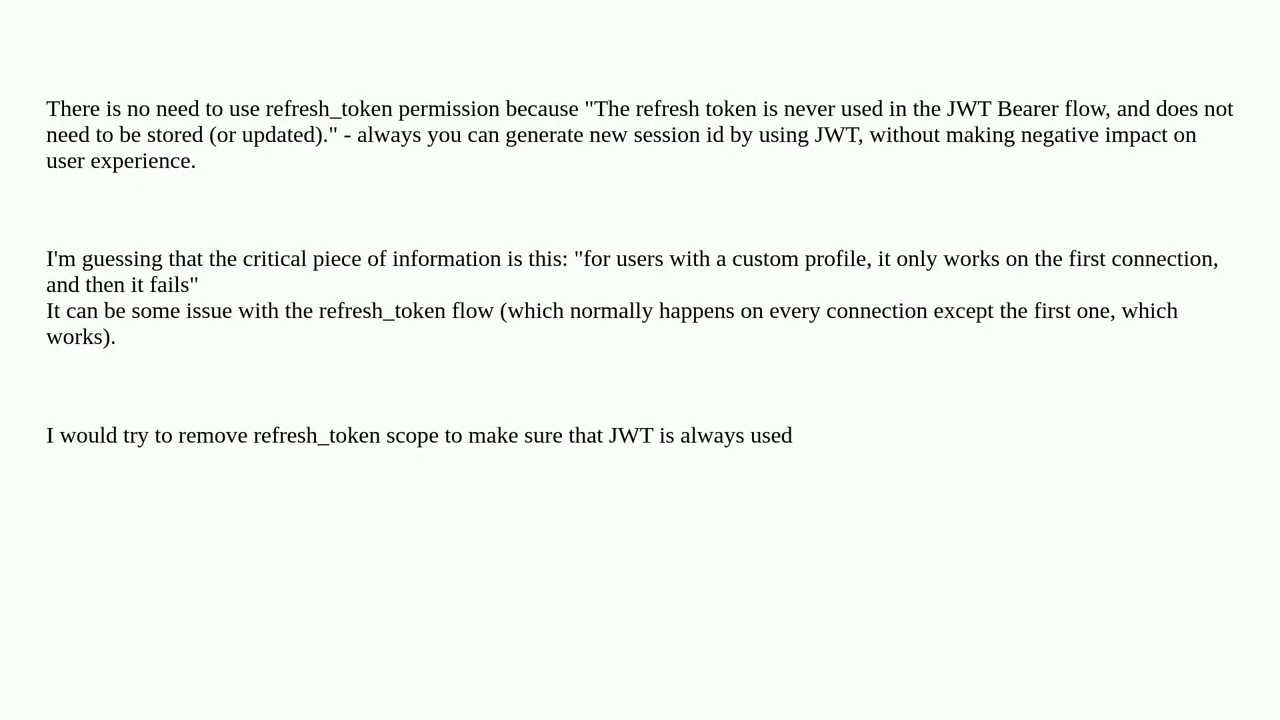 There is no need to use refresh_token permission because "The refresh token is never used in the JWT Bearer flow, and does not
need to be stored (or updated)." - always you can generate new session id by using JWT, without making negative impact on
user experience.
I'm guessing that the critical piece of information is this: "for users with a custom profile, it only works on the first connection,
and then it fails"
It can be some issue with the refresh_token flow (which normally happens on every connection except the first one, which
works).
I would try to remove refresh_token scope to make sure that JWT is always used